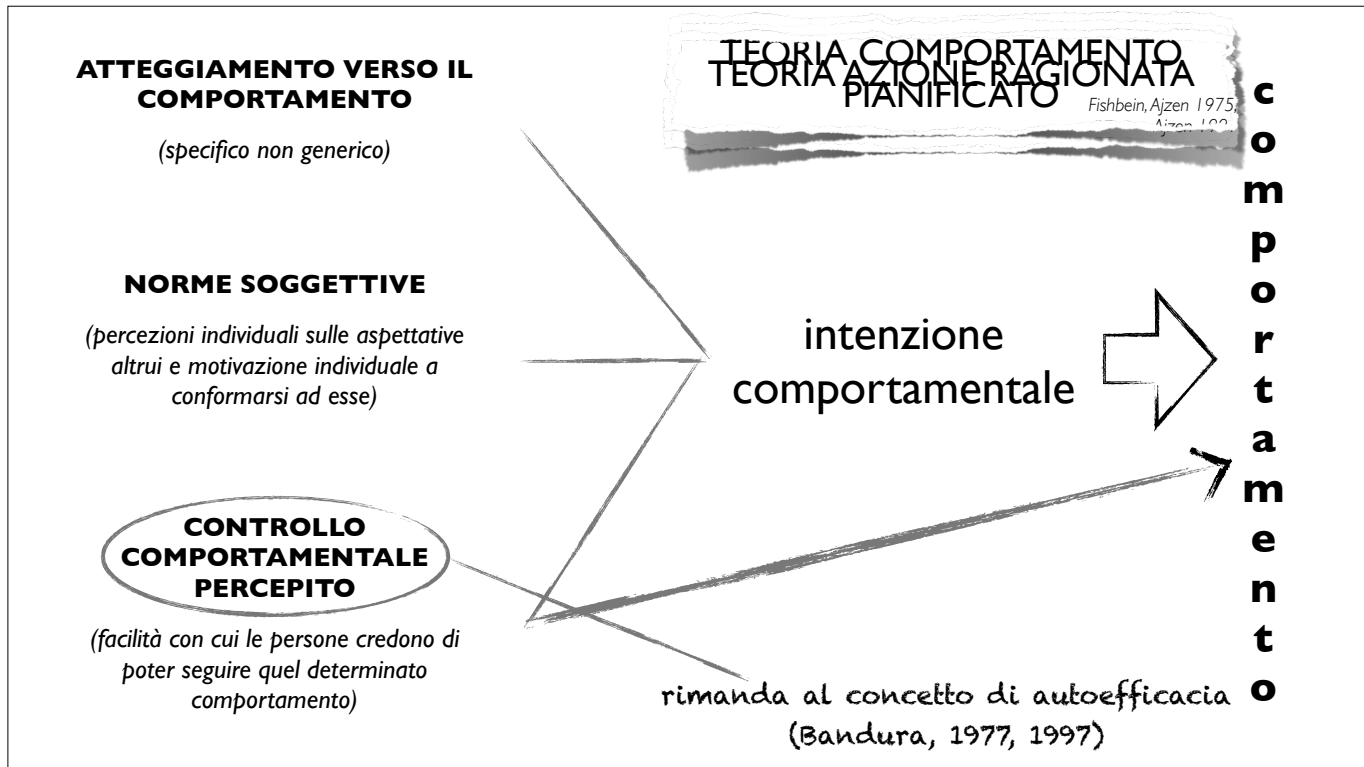 ATTEGGIAMENTO VERSO IL
COMPORTAMENTO
(specifico non generico)
NORME SOGGETTIVE
(percezioni individuali sulle aspettative
altrui e motivazione individuale a
conformarsi ad esse)
CONTROLLO
COMPORTAMENTALE
PERCEPITO
(facilità con cui le persone credono di
poter seguire quel determinato
comportamento)
TEORIA COMPORTAMENTO
TEORIA AZIONE RAGIONATA
PIANIFICATO
Fishbein, Ajzen 1975,
Ajzen
intenzione
comportamentale
rimanda al concetto di autoefficacia
(Bandura, 1977, 1997)
comportamento